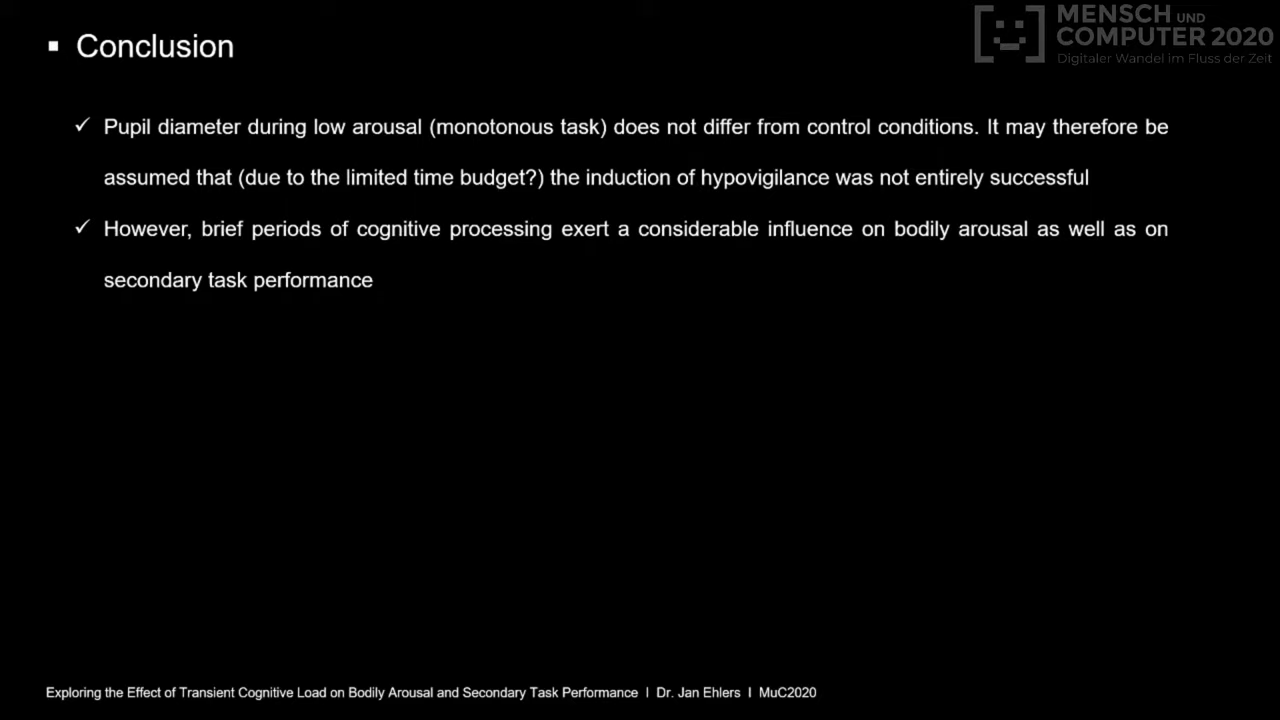 MENSCH UND
COMPUTER 2020
Digitaler Wandel im Fluss der Zeit
▪ Conclusion
✓ Pupil diameter during low arousal (monotonous task) does not differ from control conditions. It may therefore be
assumed that (due to the limited time budget?) the induction of hypovigilance was not entirely successful
✓ However, brief periods of cognitive processing exert a considerable influence on bodily arousal as well as on
secondary task performance
Exploring the Effect of Transient Cognitive Load on Bodily Arousal and Secondary Task Performance I Dr. Jan Ehlers I MuC2020